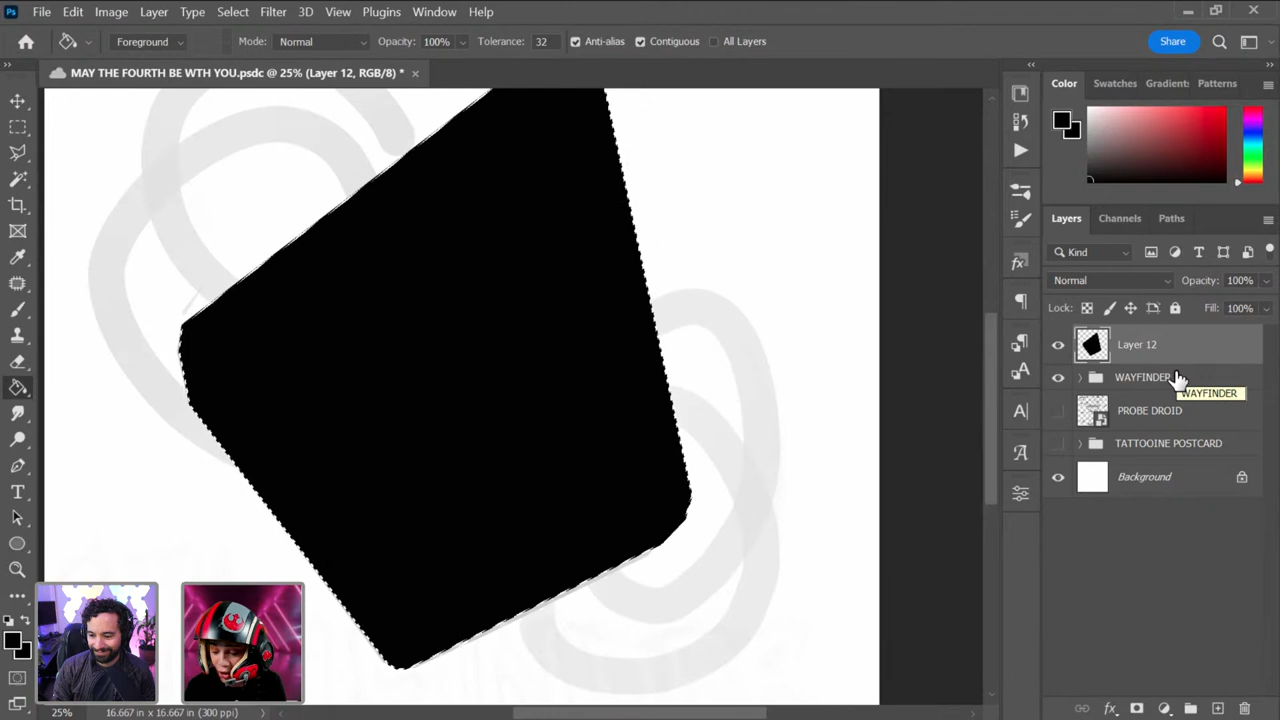 Ps File Edit Image Layer Type Select Filter 3D View Plugins Window Help
Foreground Mode: Normal Opacity: 100% Tolerance: 32 Anti-alias Contiguous All Layers Share
MAY THE FOURTH BE WTH YOU.psdc @ 25% (Layer 12, RGB/8) *
Color Swatches Gradient: Patterns
Layers Channels Paths
Kind
Normal Opacity: 100%
Lock: Fill: 100%
Layer 12
WAYFINDER
WAYFINDER
PROBE DROID
TATTOOINE POSTCARD
Background
25% 16.667 in x 16.667 in (300 ppi)